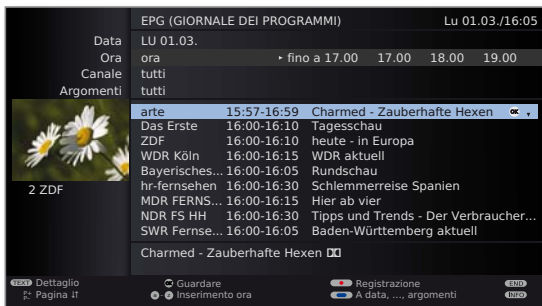 EPG (GIORNALE DEI PROGRAMMI) Lu 01.03./16:05
Data LU 01.03.
Ora ora ‣ fino a 17.00 17.00 18.00 19.00
Canale tutti
Argomenti tutti
arte 15:57-16:59 Charmed - Zauberhafte Hexen OK
Das Erste 16:00-16:10 Tagesschau
ZDF 16:00-16:10 heute - in Europa
WDR Köln 16:00-16:15 WDR aktuell
Bayerisches... 16:00-16:05 Rundschau
hr-fernsehen 16:00-16:30 Schlemmerreise Spanien
MDR FERNS... 16:00-16:15 Hier ab vier
NDR FS HH 16:00-16:30 Tipps und Trends - Der Verbraucher...
SWR Fernse... 16:00-16:05 Baden-Württemberg aktuell
2 ZDF
Charmed - Zauberhafte Hexen
TEXT Dettaglio OK Guardare Registrazione END
P+ P- Pagina ↓↑ 0-9 Inserimento ora A data, ..., argomenti INFO